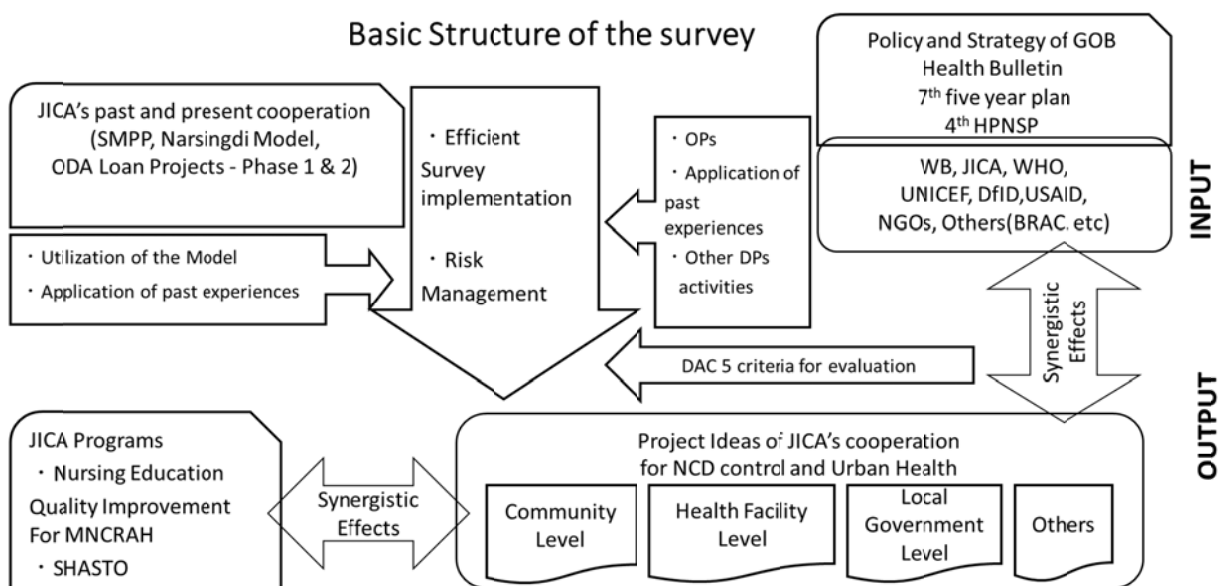 Basic Structure of the survey
JICA's past and present cooperation
(SMPP, Narsingdi Model,
ODA Loan Projects - Phase 1 & 2)
・Utilization of the Model
・Application of past experiences
・Efficient
Survey
implementation
・Risk
Management
・OPs
・Application of
past
experiences
・Other DPs
activities
Policy and Strategy of GOB
Health Bulletin
7th five year plan
4th HPNSP
WB, JICA, WHO,
UNICEF, DfID,USAID,
NGOs, Others(BRAC. etc)
INPUT
Synergistic
Effects
DAC 5 criteria for evaluation
OUTPUT
JICA Programs
・Nursing Education
Quality Improvement
For MNCRAH
・SHASTO
Synergistic
Effects
Project Ideas of JICA's cooperation
for NCD control and Urban Health
Community
Level
Health Facility
Level
Local
Government
Level
Others